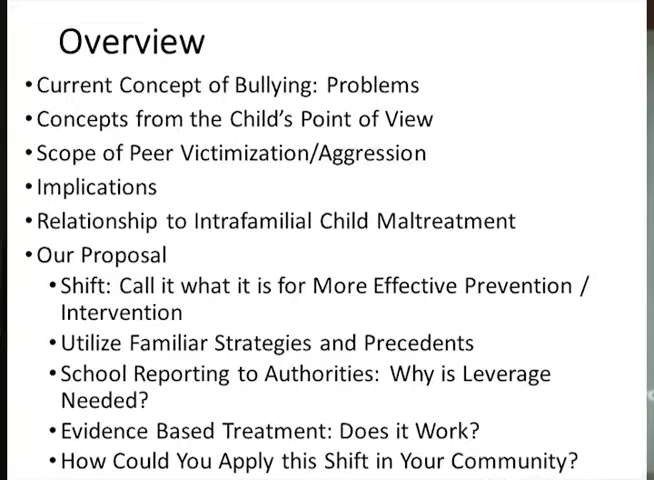 Overview
• Current Concept of Bullying: Problems
• Concepts from the Child's Point of View
• Scope of Peer Victimization/Aggression
• Implications
• Relationship to Intrafamilial Child Maltreatment
• Our Proposal
• Shift: Call it what it is for More Effective Prevention /
Intervention
• Utilize Familiar Strategies and Precedents
• School Reporting to Authorities: Why is Leverage
Needed?
• Evidence Based Treatment: Does it Work?
• How Could You Apply this Shift in Your Community?